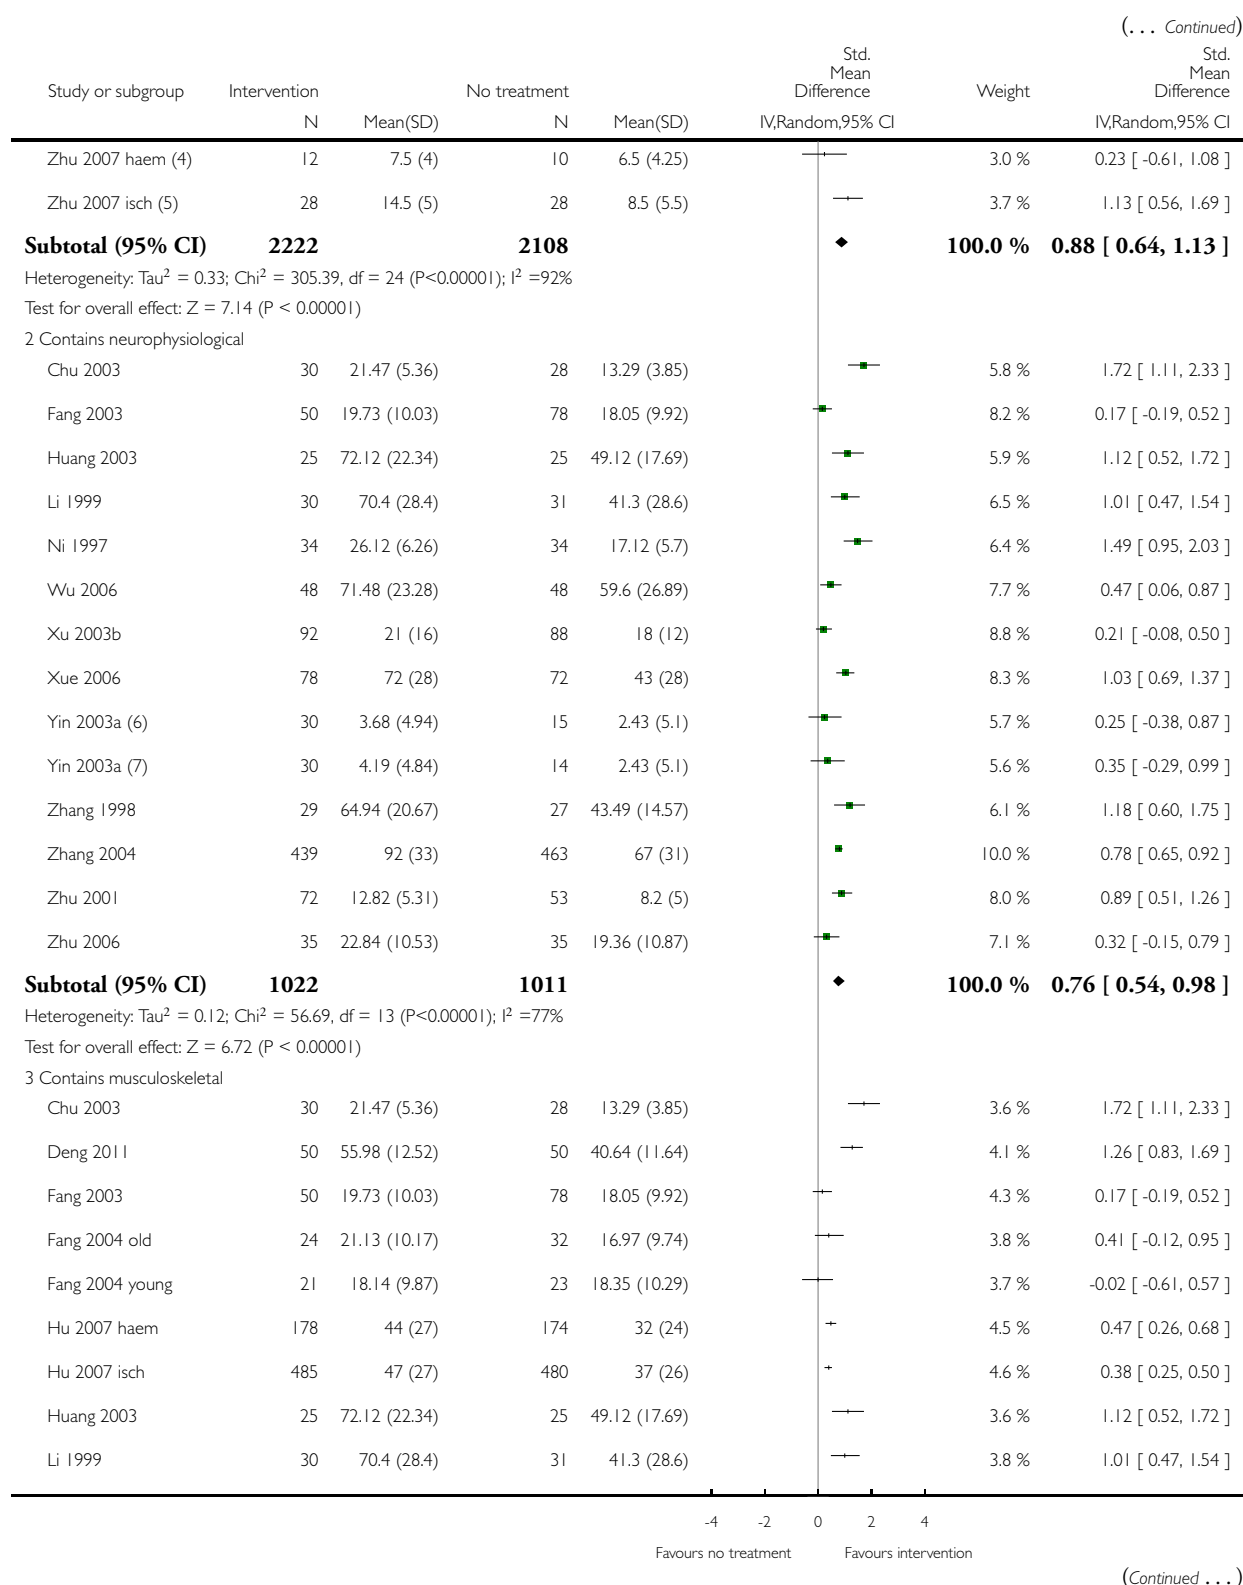 (. . . Continued)
Study or subgroup Intervention No treatment Std. Mean Difference Weight Std. Mean Difference
N Mean(SD) N Mean(SD) IV,Random,95% CI IV,Random,95% CI
Zhu 2007 haem (4) 12 7.5 (4) 10 6.5 (4.25) 3.0 % 0.23 [ -0.61, 1.08 ]
Zhu 2007 isch (5) 28 14.5 (5) 28 8.5 (5.5) 3.7 % 1.13 [ 0.56, 1.69 ]
Subtotal (95% CI) 2222 2108 100.0 % 0.88 [ 0.64, 1.13 ]
Heterogeneity: Tau² = 0.33; Chi² = 305.39, df = 24 (P<0.00001); I² =92%
Test for overall effect: Z = 7.14 (P < 0.00001)
2 Contains neurophysiological
Chu 2003 30 21.47 (5.36) 28 13.29 (3.85) 5.8 % 1.72 [ 1.11, 2.33 ]
Fang 2003 50 19.73 (10.03) 78 18.05 (9.92) 8.2 % 0.17 [ -0.19, 0.52 ]
Huang 2003 25 72.12 (22.34) 25 49.12 (17.69) 5.9 % 1.12 [ 0.52, 1.72 ]
Li 1999 30 70.4 (28.4) 31 41.3 (28.6) 6.5 % 1.01 [ 0.47, 1.54 ]
Ni 1997 34 26.12 (6.26) 34 17.12 (5.7) 6.4 % 1.49 [ 0.95, 2.03 ]
Wu 2006 48 71.48 (23.28) 48 59.6 (26.89) 7.7 % 0.47 [ 0.06, 0.87 ]
Xu 2003b 92 21 (16) 88 18 (12) 8.8 % 0.21 [ -0.08, 0.50 ]
Xue 2006 78 72 (28) 72 43 (28) 8.3 % 1.03 [ 0.69, 1.37 ]
Yin 2003a (6) 30 3.68 (4.94) 15 2.43 (5.1) 5.7 % 0.25 [ -0.38, 0.87 ]
Yin 2003a (7) 30 4.19 (4.84) 14 2.43 (5.1) 5.6 % 0.35 [ -0.29, 0.99 ]
Zhang 1998 29 64.94 (20.67) 27 43.49 (14.57) 6.1 % 1.18 [ 0.60, 1.75 ]
Zhang 2004 439 92 (33) 463 67 (31) 10.0 % 0.78 [ 0.65, 0.92 ]
Zhu 2001 72 12.82 (5.31) 53 8.2 (5) 8.0 % 0.89 [ 0.51, 1.26 ]
Zhu 2006 35 22.84 (10.53) 35 19.36 (10.87) 7.1 % 0.32 [ -0.15, 0.79 ]
Subtotal (95% CI) 1022 1011 100.0 % 0.76 [ 0.54, 0.98 ]
Heterogeneity: Tau² = 0.12; Chi² = 56.69, df = 13 (P<0.00001); I² =77%
Test for overall effect: Z = 6.72 (P < 0.00001)
3 Contains musculoskeletal
Chu 2003 30 21.47 (5.36) 28 13.29 (3.85) 3.6 % 1.72 [ 1.11, 2.33 ]
Deng 2011 50 55.98 (12.52) 50 40.64 (11.64) 4.1 % 1.26 [ 0.83, 1.69 ]
Fang 2003 50 19.73 (10.03) 78 18.05 (9.92) 4.3 % 0.17 [ -0.19, 0.52 ]
Fang 2004 old 24 21.13 (10.17) 32 16.97 (9.74) 3.8 % 0.41 [ -0.12, 0.95 ]
Fang 2004 young 21 18.14 (9.87) 23 18.35 (10.29) 3.7 % -0.02 [ -0.61, 0.57 ]
Hu 2007 haem 178 44 (27) 174 32 (24) 4.5 % 0.47 [ 0.26, 0.68 ]
Hu 2007 isch 485 47 (27) 480 37 (26) 4.6 % 0.38 [ 0.25, 0.50 ]
Huang 2003 25 72.12 (22.34) 25 49.12 (17.69) 3.6 % 1.12 [ 0.52, 1.72 ]
Li 1999 30 70.4 (28.4) 31 41.3 (28.6) 3.8 % 1.01 [ 0.47, 1.54 ]
-4 -2 0 2 4
Favours no treatment Favours intervention
(Continued . . . )